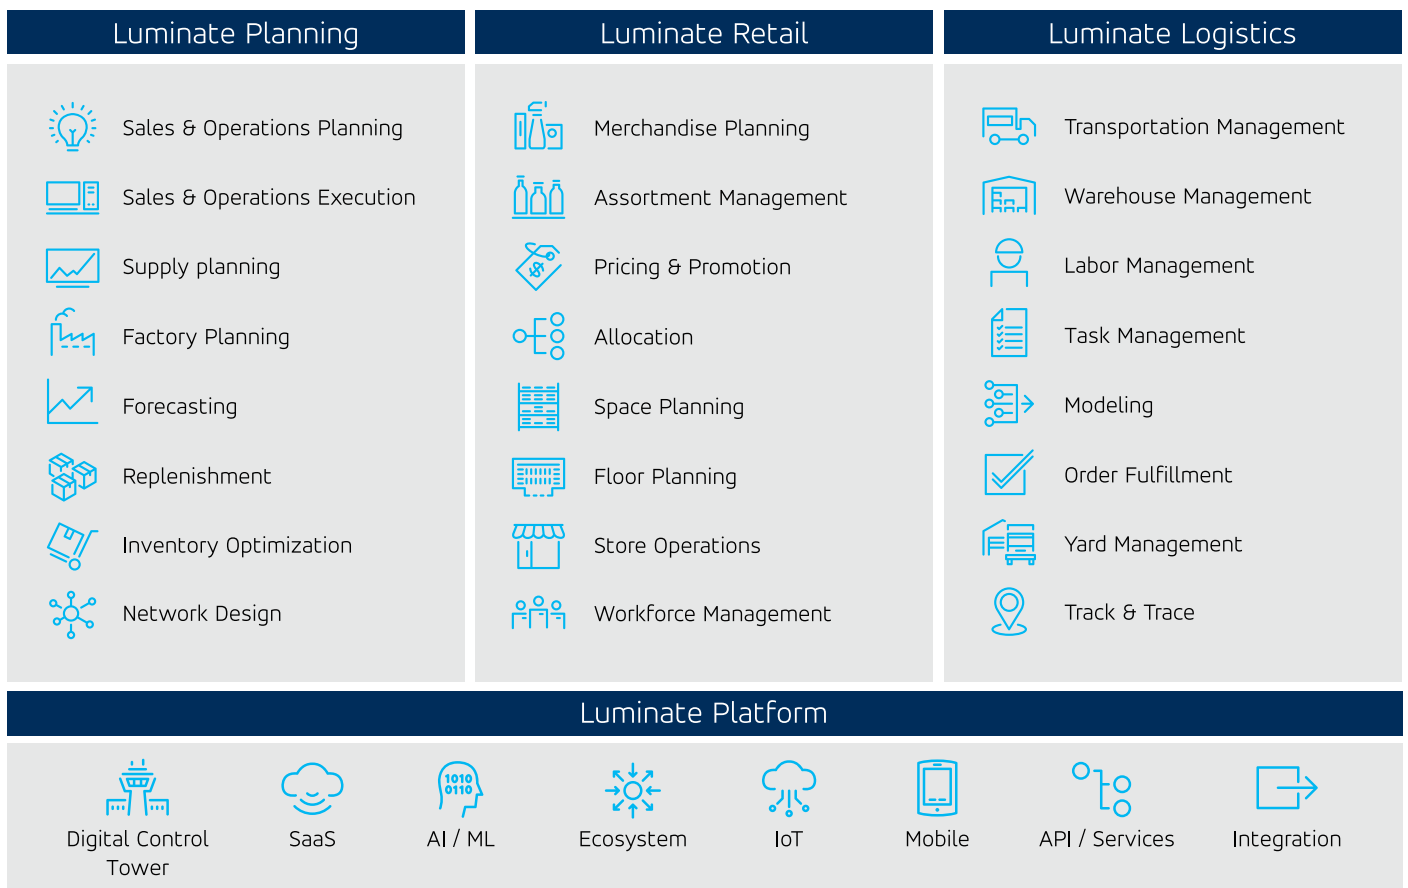 Luminate Planning
Sales & Operations Planning
Sales & Operations Execution
Supply planning
Factory Planning
Forecasting
Replenishment
Inventory Optimization
Network Design
Luminate Retail
Merchandise Planning
Assortment Management
Pricing & Promotion
$
Allocation
Space Planning
Floor Planning
Store Operations
Workforce Management
Luminate Logistics
Transportation Management
Warehouse Management
Labor Management
Task Management
Modeling
Order Fulfillment
Yard Management
Track & Trace
Luminate Platform
Digital Control
Tower
SaaS
1010
0110
AI / ML
Ecosystem
IoT
Mobile
API / Services
Integration